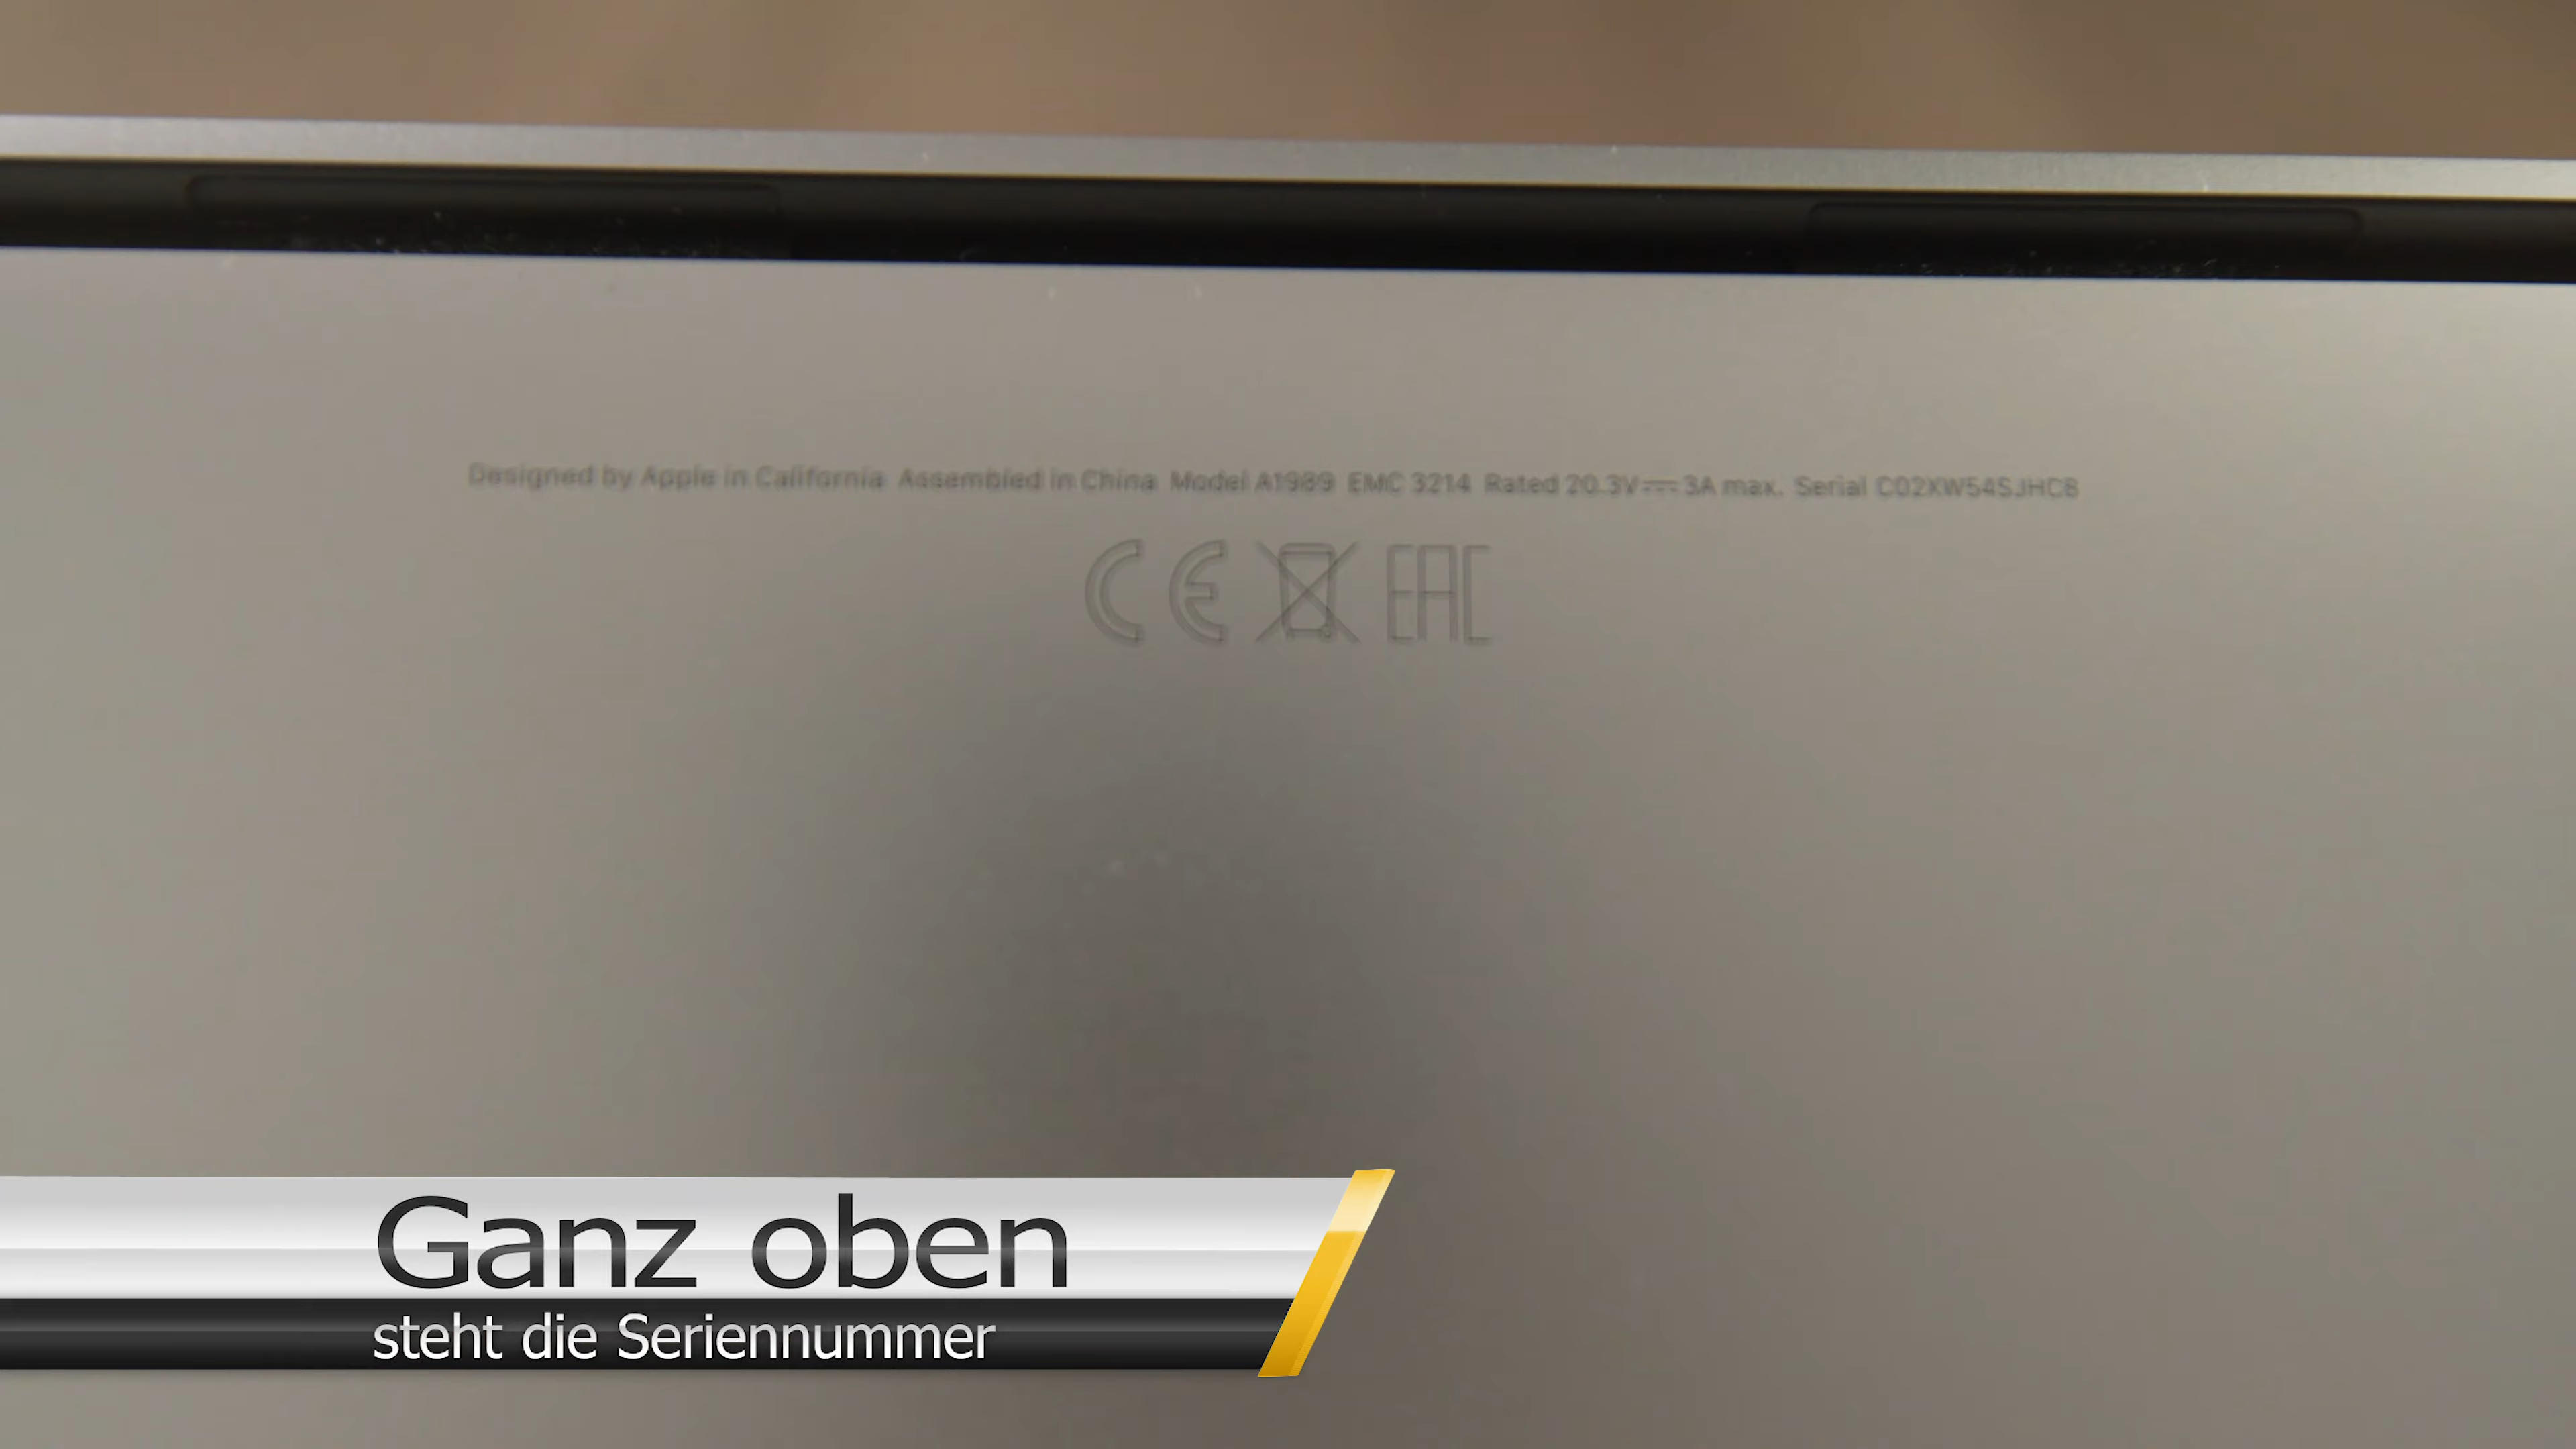 Designed by Apple in California Assembled in China Model A1989 EMC 3214 Rated 20.3V⎓3A max. Serial C02XW54SJHC8
CE EAC
Ganz oben
steht die Seriennummer